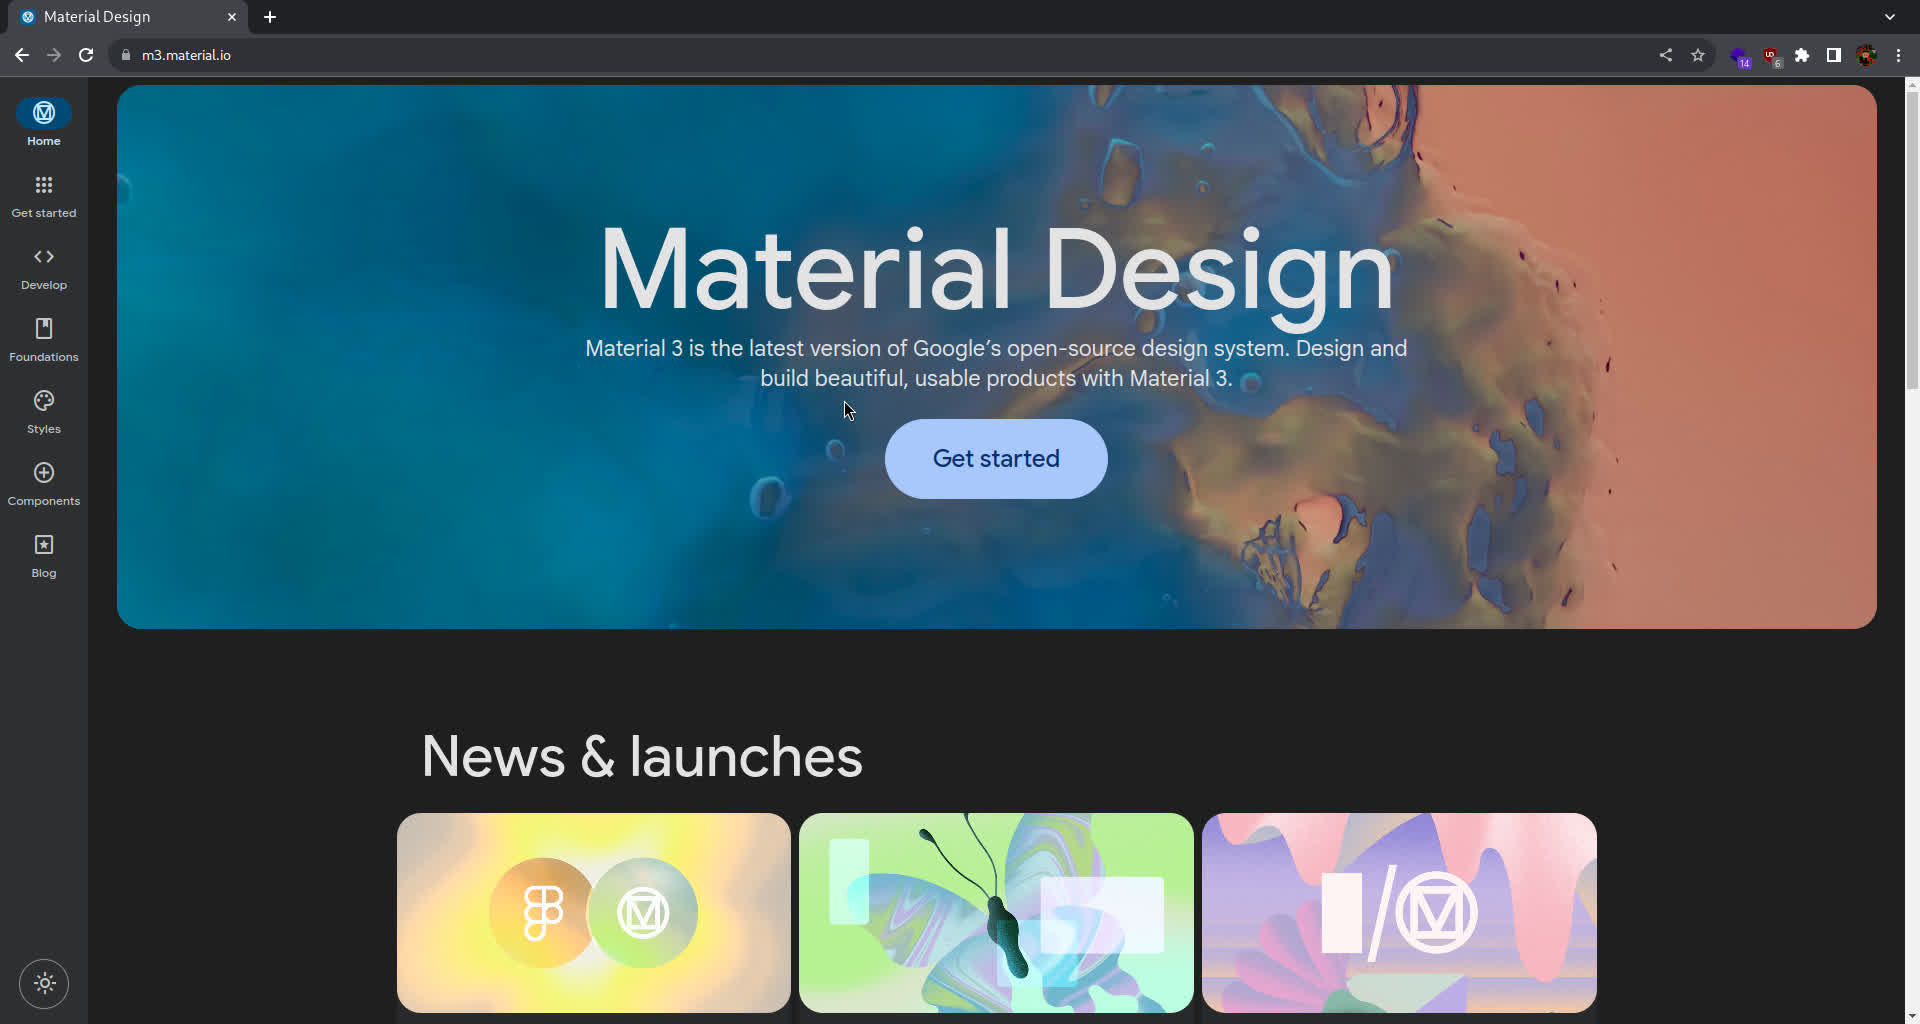 Material Design
m3.material.io
14
6
Home
Get started
Develop
Foundations
Styles
Components
Blog
Material Design
Material 3 is the latest version of Google’s open-source design system. Design and
build beautiful, usable products with Material 3.
Get started
News & launches